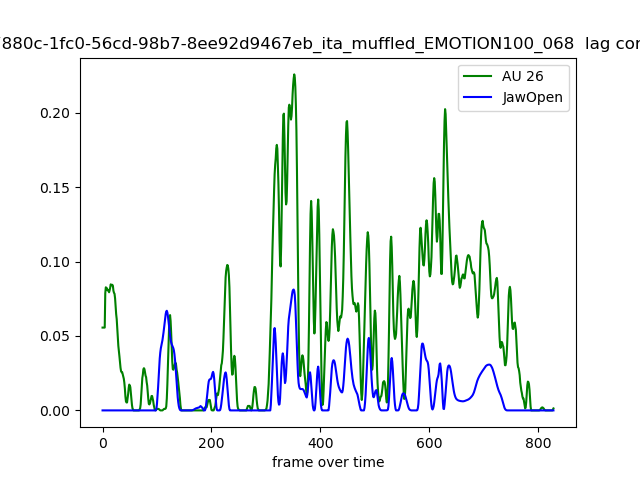 880c-1fc0-56cd-98b7-8ee92d9467eb_ita_muffled_EMOTION100_068 lag cor
AU 26
JawOpen
0.20
0.15
0.10
0.05
0.00
0 200 400 600 800
frame over time